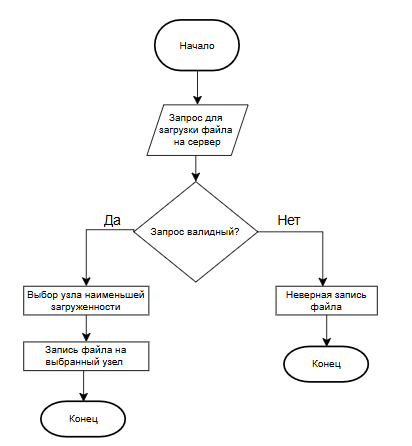 Начало
Запрос для
загрузки файла
на сервер
Запрос валидный?
Да
Нет
Выбор узла наименьшей
загруженности
Неверная запись
файла
Запись файла на
выбранный узел
Конец
Конец